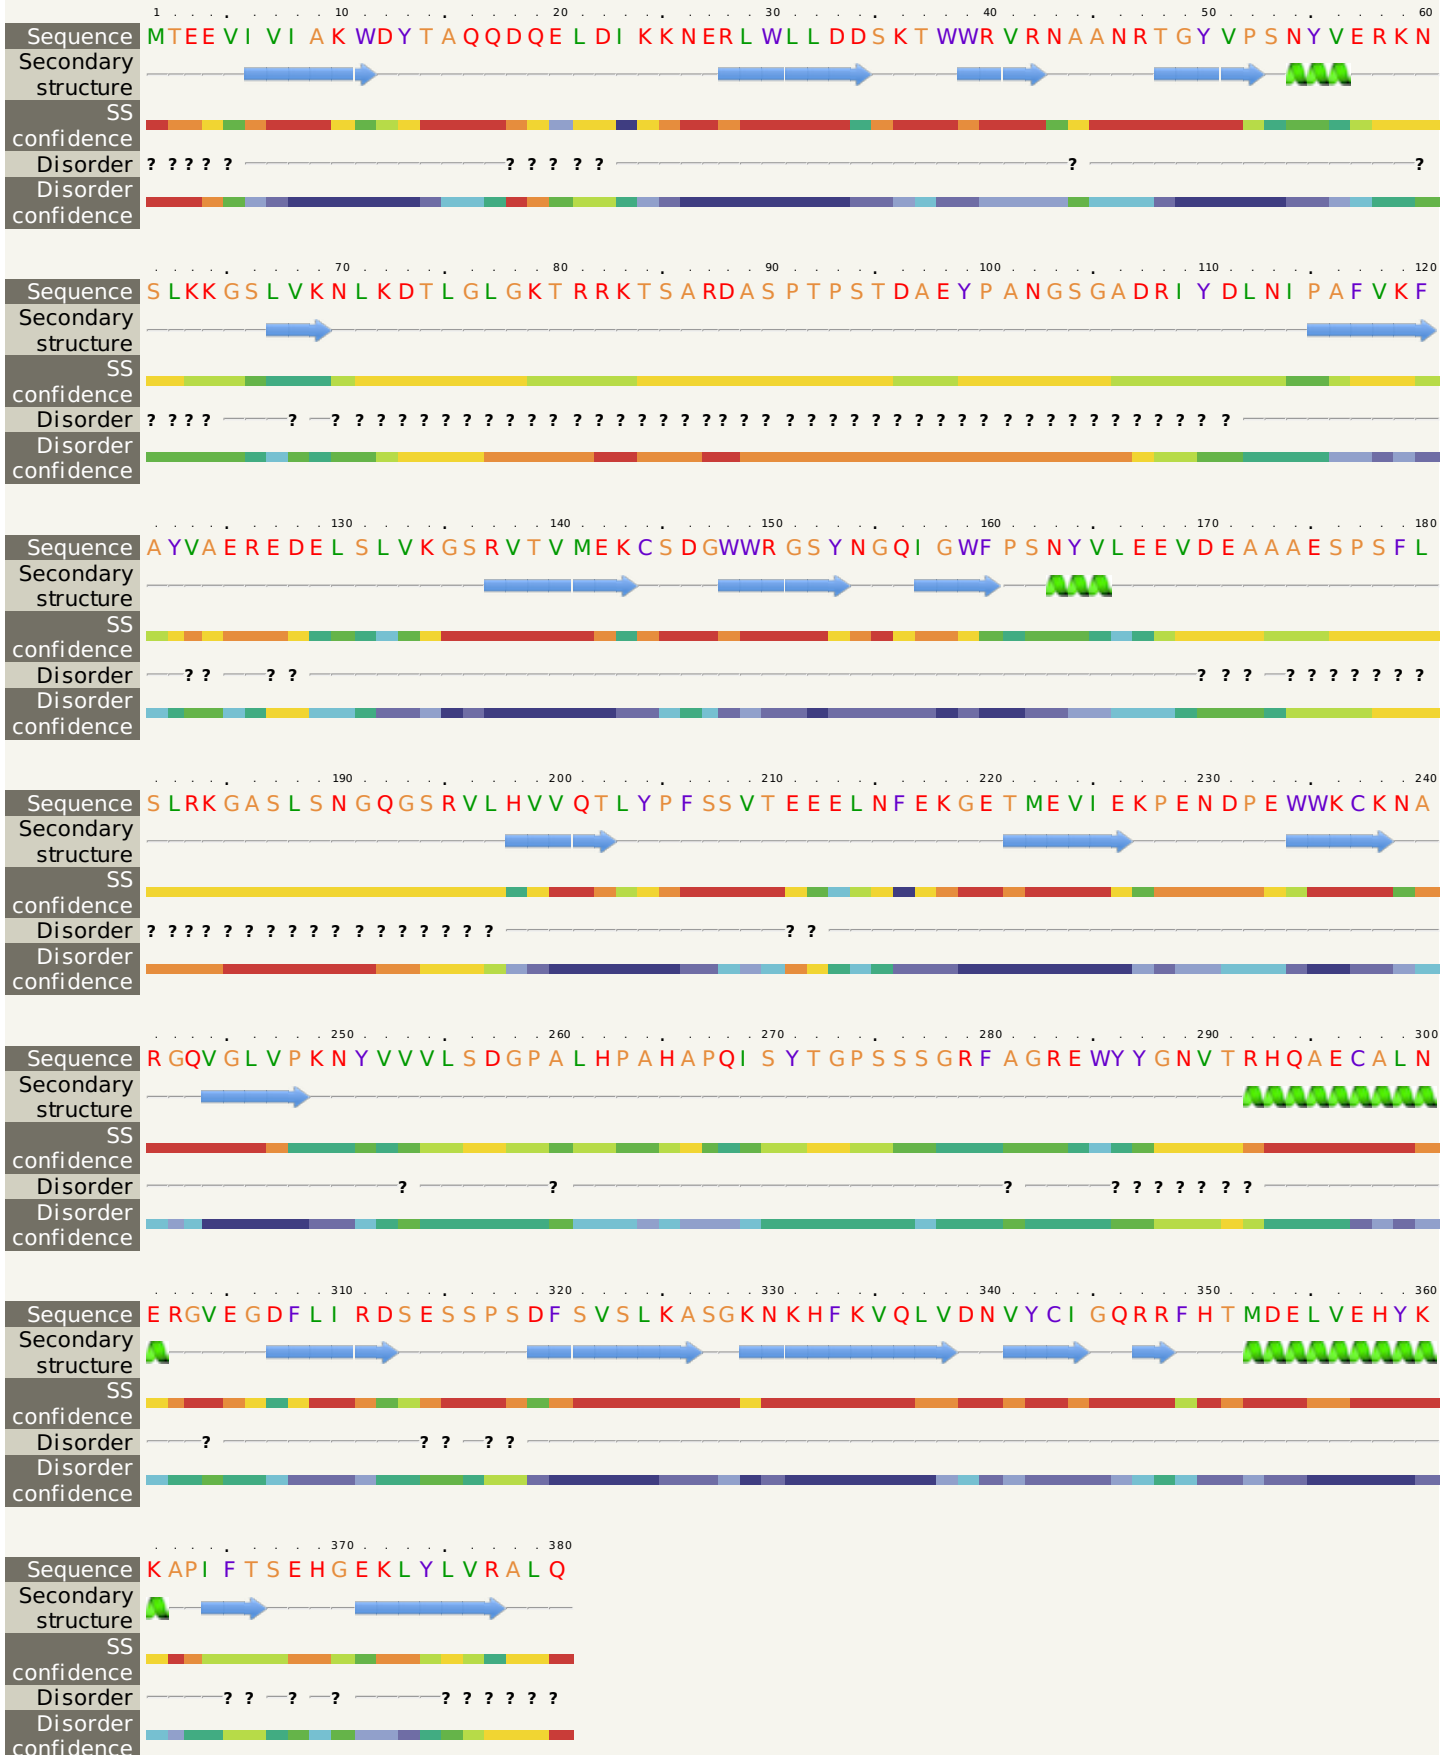 1 10 20 30 40 50 60
Sequence MTEEVIVIAKWDYTAQQDQELDIKKNERLWLLDDSKTWWRVRNAANRTGYVPSNYVERKN
Secondary
structure
SS
confidence
Disorder ? ? ? ? ? ? ? ? ? ? ? ?
Disorder
confidence
70 80 90 100 110 120
Sequence SLKKGSLVKNLKDTLGLGKTRRKTSARDASPTPSTDAEYPANGSGADRIYDLNIPAFVKF
Secondary
structure
SS
confidence
Disorder ? ? ? ? ? ? ? ? ? ? ? ? ? ? ? ? ? ? ? ? ? ? ? ? ? ? ? ? ? ? ? ? ? ? ? ? ? ? ? ? ? ? ? ? ? ? ?
Disorder
confidence
130 140 150 160 170 180
Sequence AYVAEREDELSLVKGSRVTVMEKCSDGWWRGSYNGQIGWFPSNYVLEEVDEAAAESPSFL
Secondary
structure
SS
confidence
Disorder ? ? ? ? ? ? ? ? ? ? ? ? ? ?
Disorder
confidence
190 200 210 220 230 240
Sequence SLRKGASLSNGQGSRVLHVVQTLYPFSSVTEEELNFEKGETMEVIEKPENDPEWWKCKNA
Secondary
structure
SS
confidence
Disorder ? ? ? ? ? ? ? ? ? ? ? ? ? ? ? ? ? ? ?
Disorder
confidence
250 260 270 280 290 300
Sequence RGQVGLVPKNYVVVLSDGPALHPAHAPQISYTGPSSSGRFAGREWYYGNVTRHQAECALN
Secondary
structure
SS
confidence
Disorder ? ? ? ? ? ? ? ? ? ?
Disorder
confidence
310 320 330 340 350 360
Sequence ERGVEGDFLIRDSESSPSDFSVSLKASGKNKHFKVQLVDNVYCIGQRRFHTMDELVEHYK
Secondary
structure
SS
confidence
Disorder ? ? ? ? ?
Disorder
confidence
370 380
Sequence KAPIFTSEHGEKLYLVRALQ
Secondary
structure
SS
confidence
Disorder ? ? ? ? ? ? ? ? ? ?
Disorder
confidence